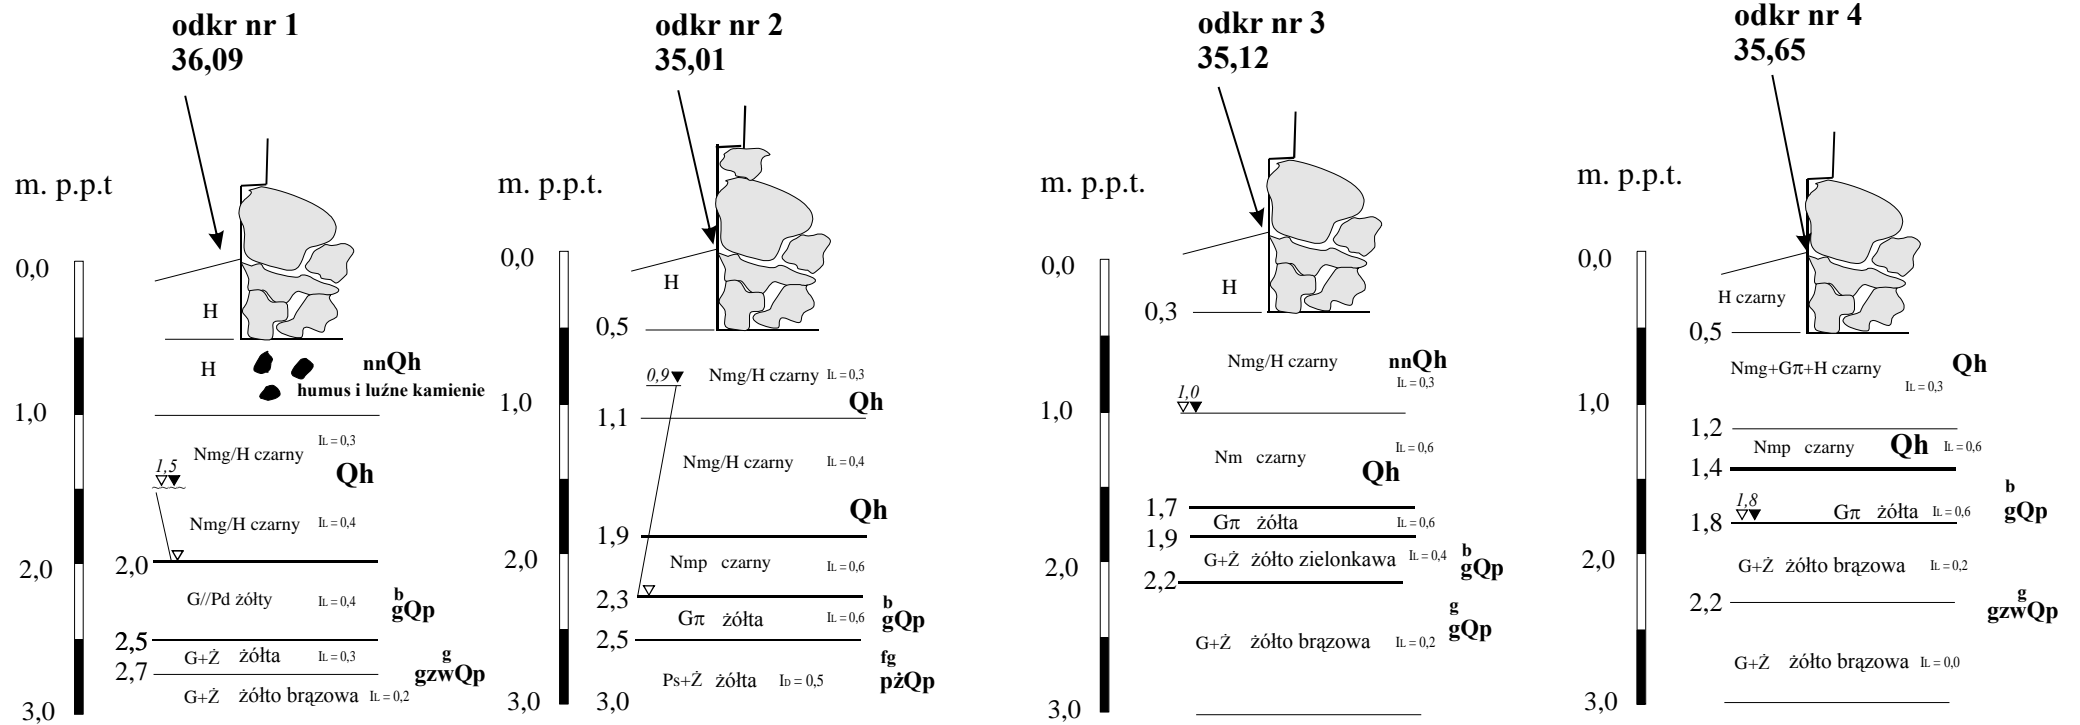 odkr nr 1
36,09
m. p.p.t
0,0
1,0
2,0
3,0
H
H
nnQh
humus i luźne kamienie
Nmg/H czarny IL = 0,3
Qh
1,5
Nmg/H czarny IL = 0,4
2,0
G//Pd żółty IL = 0,4
b
gQp
2,5
G+Ż żółta IL = 0,3
g
gzwQp
2,7
G+Ż żółto brązowa IL = 0,2
odkr nr 2
35,01
m. p.p.t.
0,0
1,0
2,0
3,0
H
0,5
0,9
Nmg/H czarny IL = 0,3
Qh
1,1
Nmg/H czarny IL = 0,4
Qh
1,9
Nmp czarny IL = 0,6
2,3
Gπ żółta IL = 0,6
b
gQp
2,5
Ps+Ż żółta ID = 0,5
fg
pżQp
3,0
odkr nr 3
35,12
m. p.p.t.
0,0
1,0
2,0
3,0
H
0,3
Nmg/H czarny
nnQh
IL = 0,3
1,0
Nm czarny IL = 0,6
Qh
1,7
Gπ żółta IL = 0,6
1,9
G+Ż żółto zielonkawa IL = 0,4
b
gQp
2,2
g
gQp
G+Ż żółto brązowa IL = 0,2
odkr nr 4
35,65
m. p.p.t.
0,0
1,0
2,0
3,0
H czarny
0,5
Nmg+Gπ+H czarny
Qh
IL = 0,3
1,2
Nmp czarny Qh IL = 0,6
1,4
1,8
Gπ żółta IL = 0,6
b
gQp
1,8
G+Ż żółto brązowa IL = 0,2
2,2
g
gzwQp
G+Ż żółto brązowa IL = 0,0